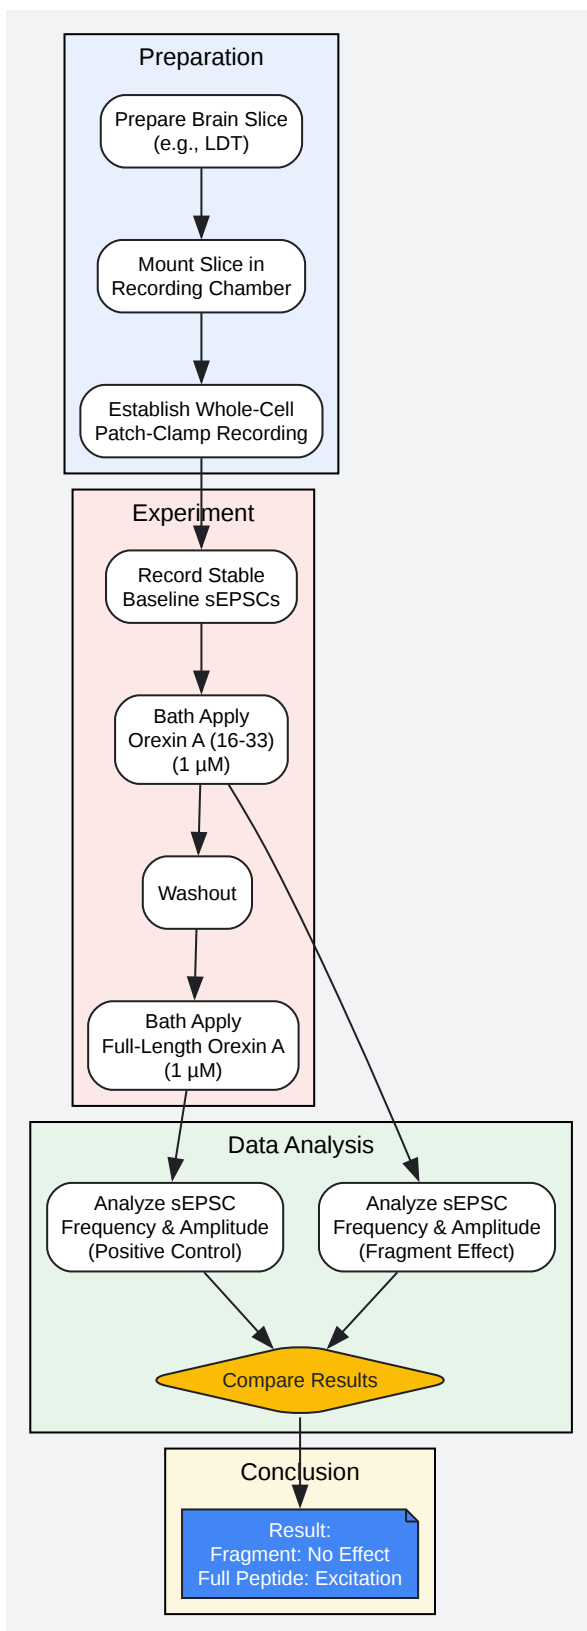 Preparation
Prepare Brain Slice
(e.g., LDT)
Mount Slice in
Recording Chamber
Establish Whole-Cell
Patch-Clamp Recording
Experiment
Record Stable
Baseline sEPSCs
Bath Apply
Orexin A (16-33)
(1 µM)
Washout
Bath Apply
Full-Length Orexin A
(1 µM)
Data Analysis
Analyze sEPSC
Frequency & Amplitude
(Positive Control)
Analyze sEPSC
Frequency & Amplitude
(Fragment Effect)
Compare Results
Conclusion
Result:
Fragment: No Effect
Full Peptide: Excitation